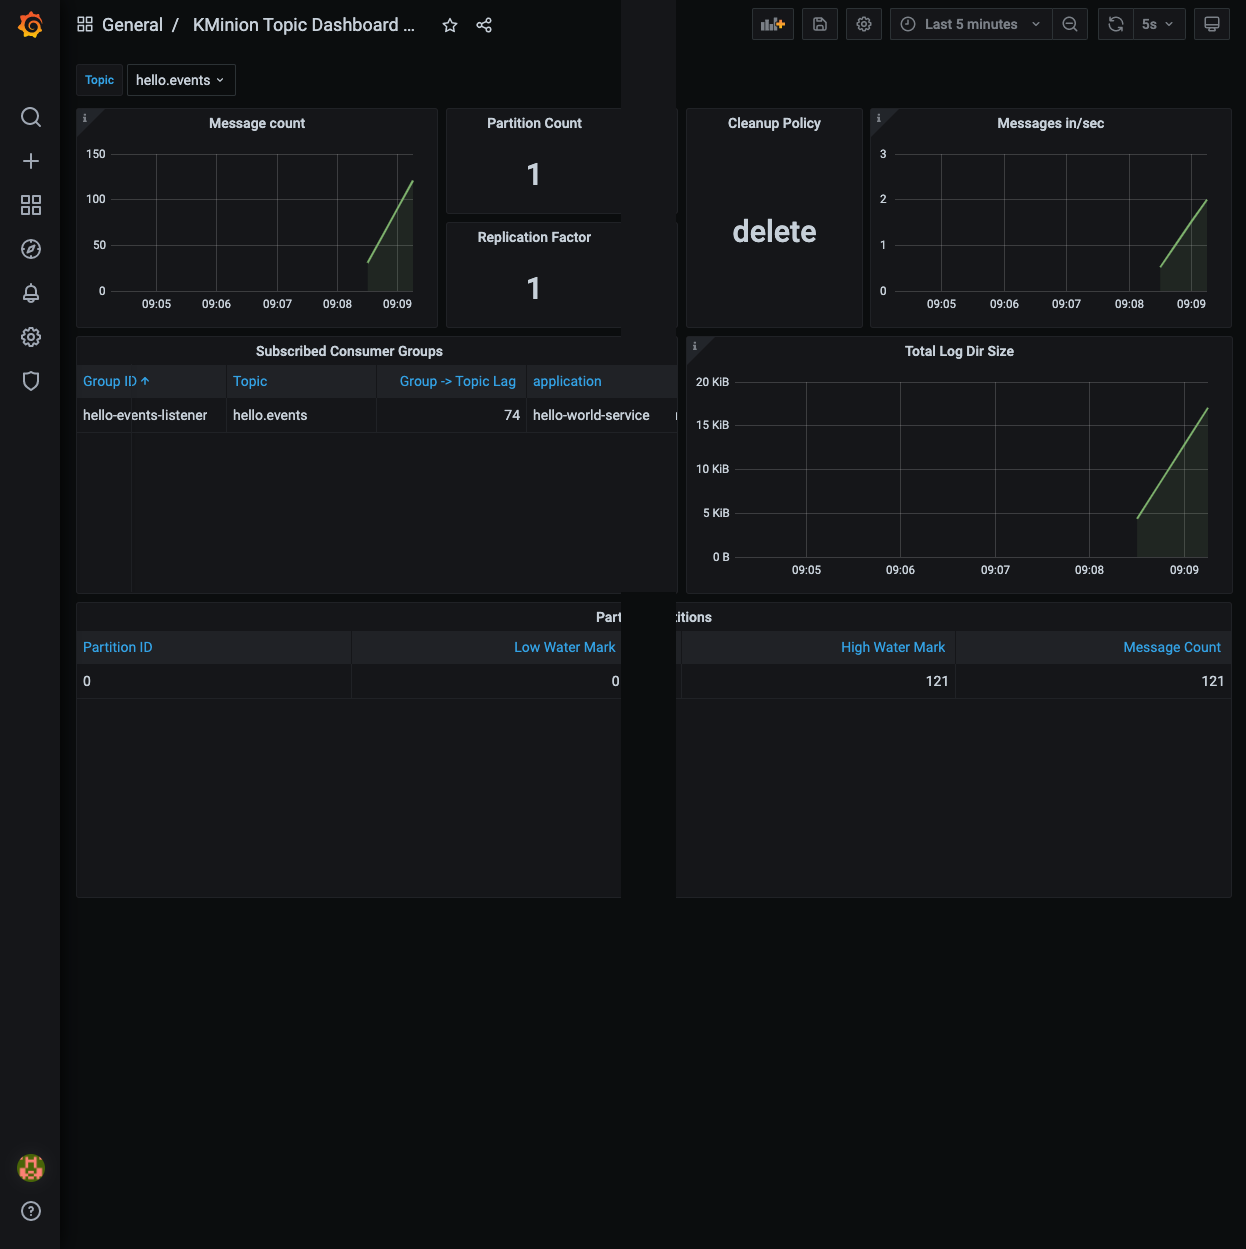 General / KMinion Topic Dashboard ...
Last 5 minutes
5s
Topic
hello.events
Message count
150
100
50
0
09:05 09:06 09:07 09:08 09:09
Partition Count
1
Replication Factor
1
Cleanup Policy
delete
Messages in/sec
3
2
1
0
09:05 09:06 09:07 09:08 09:09
Subscribed Consumer Groups
Group ID Topic Group -> Topic Lag application
hello-events-listener hello.events 74 hello-world-service
Total Log Dir Size
20 KiB
15 KiB
10 KiB
5 KiB
0 B
09:05 09:06 09:07 09:08 09:09
Partition ID Low Water Mark High Water Mark Message Count
0 0 121 121